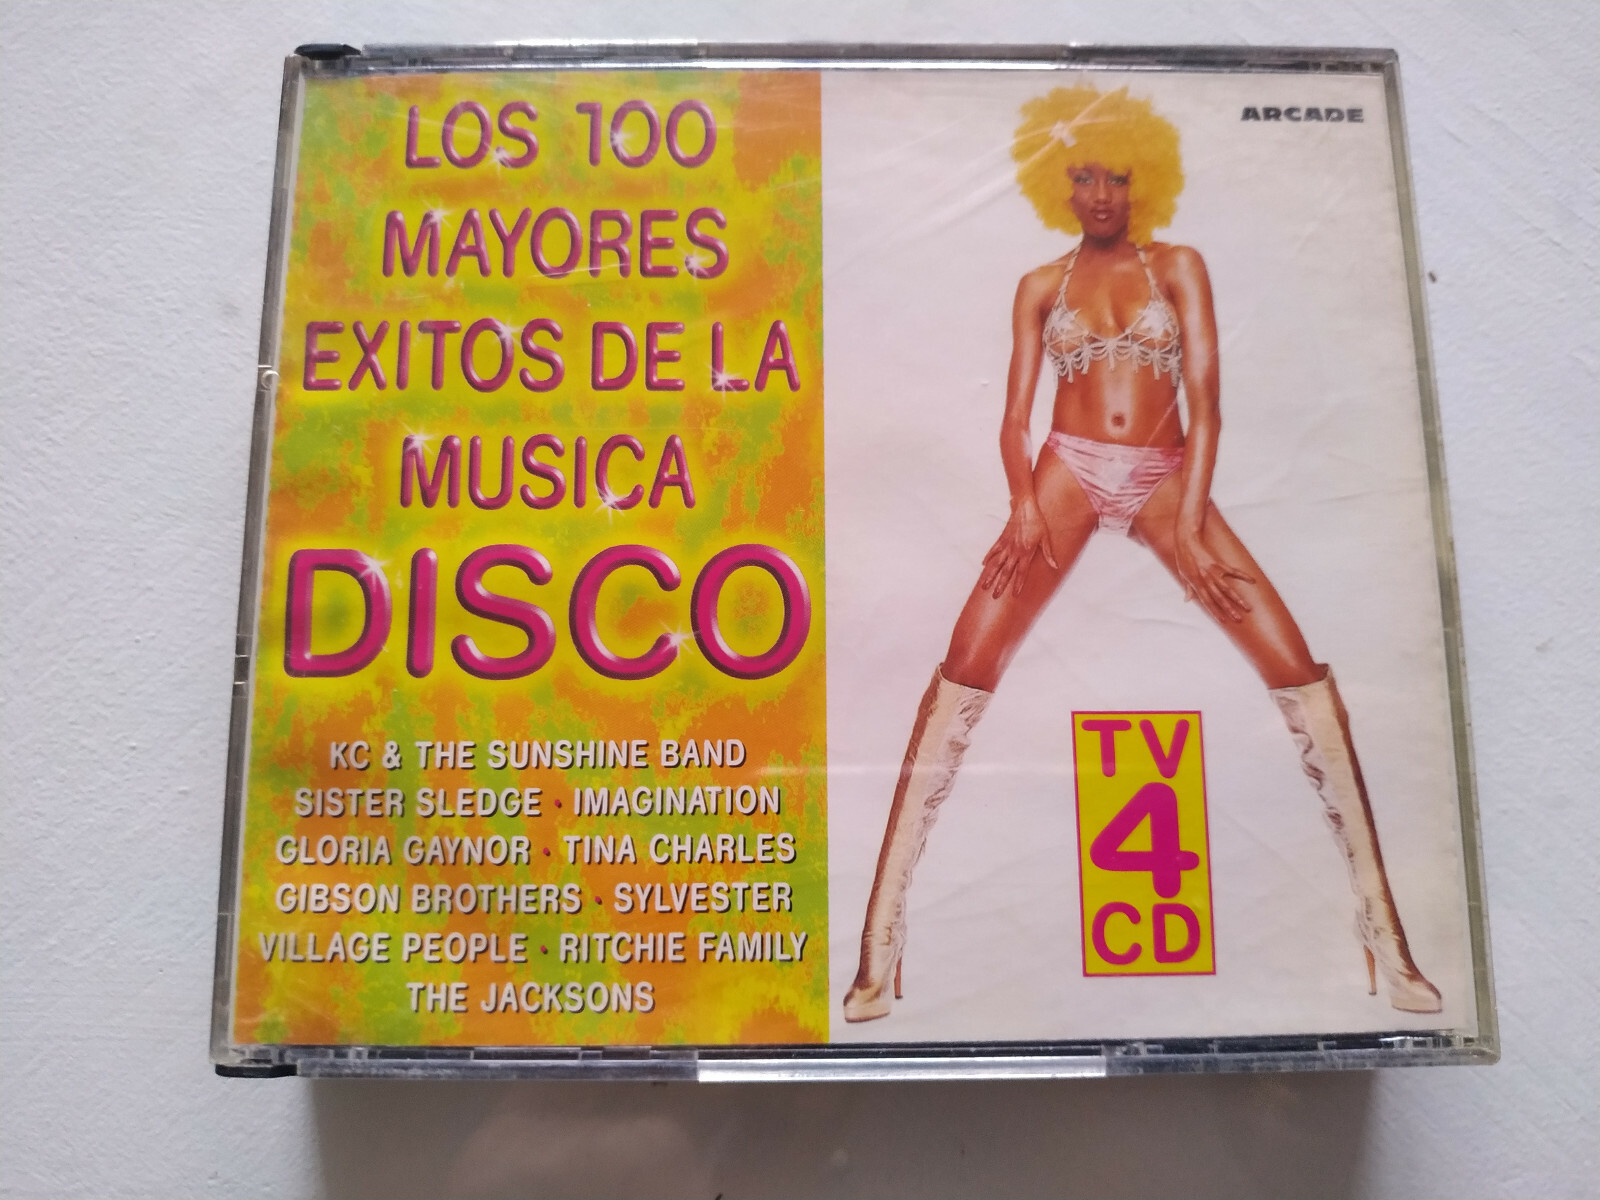 LOS 100
MAYORES
EXITOS DE LA
MUSICA
DISCO
KC & THE SUNSHINE BAND
SISTER SLEDGE · IMAGINATION
GLORIA GAYNOR · TINA CHARLES
GIBSON BROTHERS · SYLVESTER
VILLAGE PEOPLE · RITCHIE FAMILY
THE JACKSONS
ARCADE
TV
4
CD